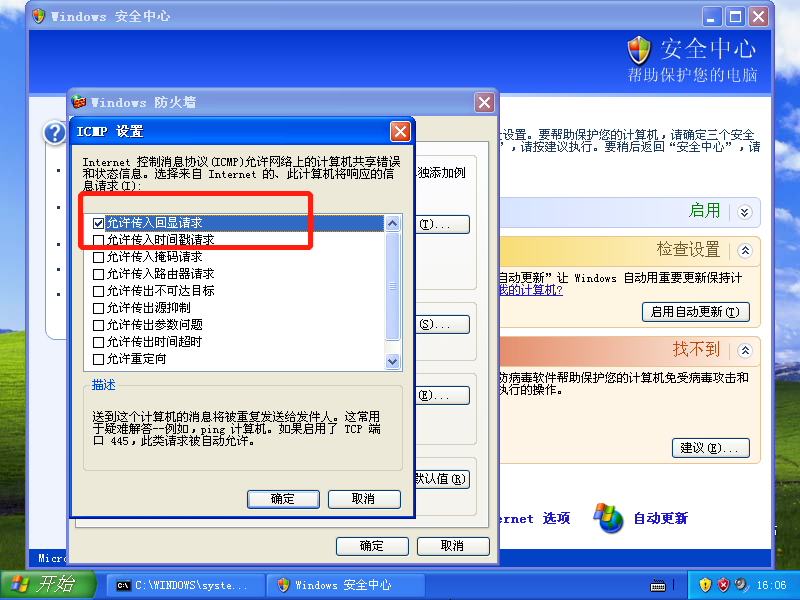 Windows 安全中心
安全中心
帮助保护您的电脑
Windows 防火墙
ICMP 设置
Internet 控制消息协议(ICMP)允许网络上的计算机共享错误
和状态信息。选择来自 Internet 的、此计算机将响应的信
息请求(I):
允许传入回显请求
允许传入时间戳请求
允许传入掩码请求
允许传入路由器请求
允许传出不可达目标
允许传出源抑制
允许传出参数问题
允许传出时间超时
允许重定向
描述
送到这个计算机的消息将被重复发送给发件人。这常用
于疑难解答--例如，ping 计算机。如果启用了 TCP 端
口 445，此类请求被自动允许。
确定
取消
独添加例
(T)...
(S)...
(E)...
默认值(R)
确定
取消
设置。要帮助保护您的计算机，请确定三个安全
”，请按建议执行。要稍后返回“安全中心”，请
启用
检查设置
自动更新”让 Windows 自动用重要更新保持计
我的计算机?
启用自动更新(T)
找不到
防病毒软件帮助保护您的计算机免受病毒攻击和
执行的操作。
建议(E)...
ernet 选项
自动更新
Micro
开始
C:\WINDOWS\syste...
Windows 安全中心
16:06